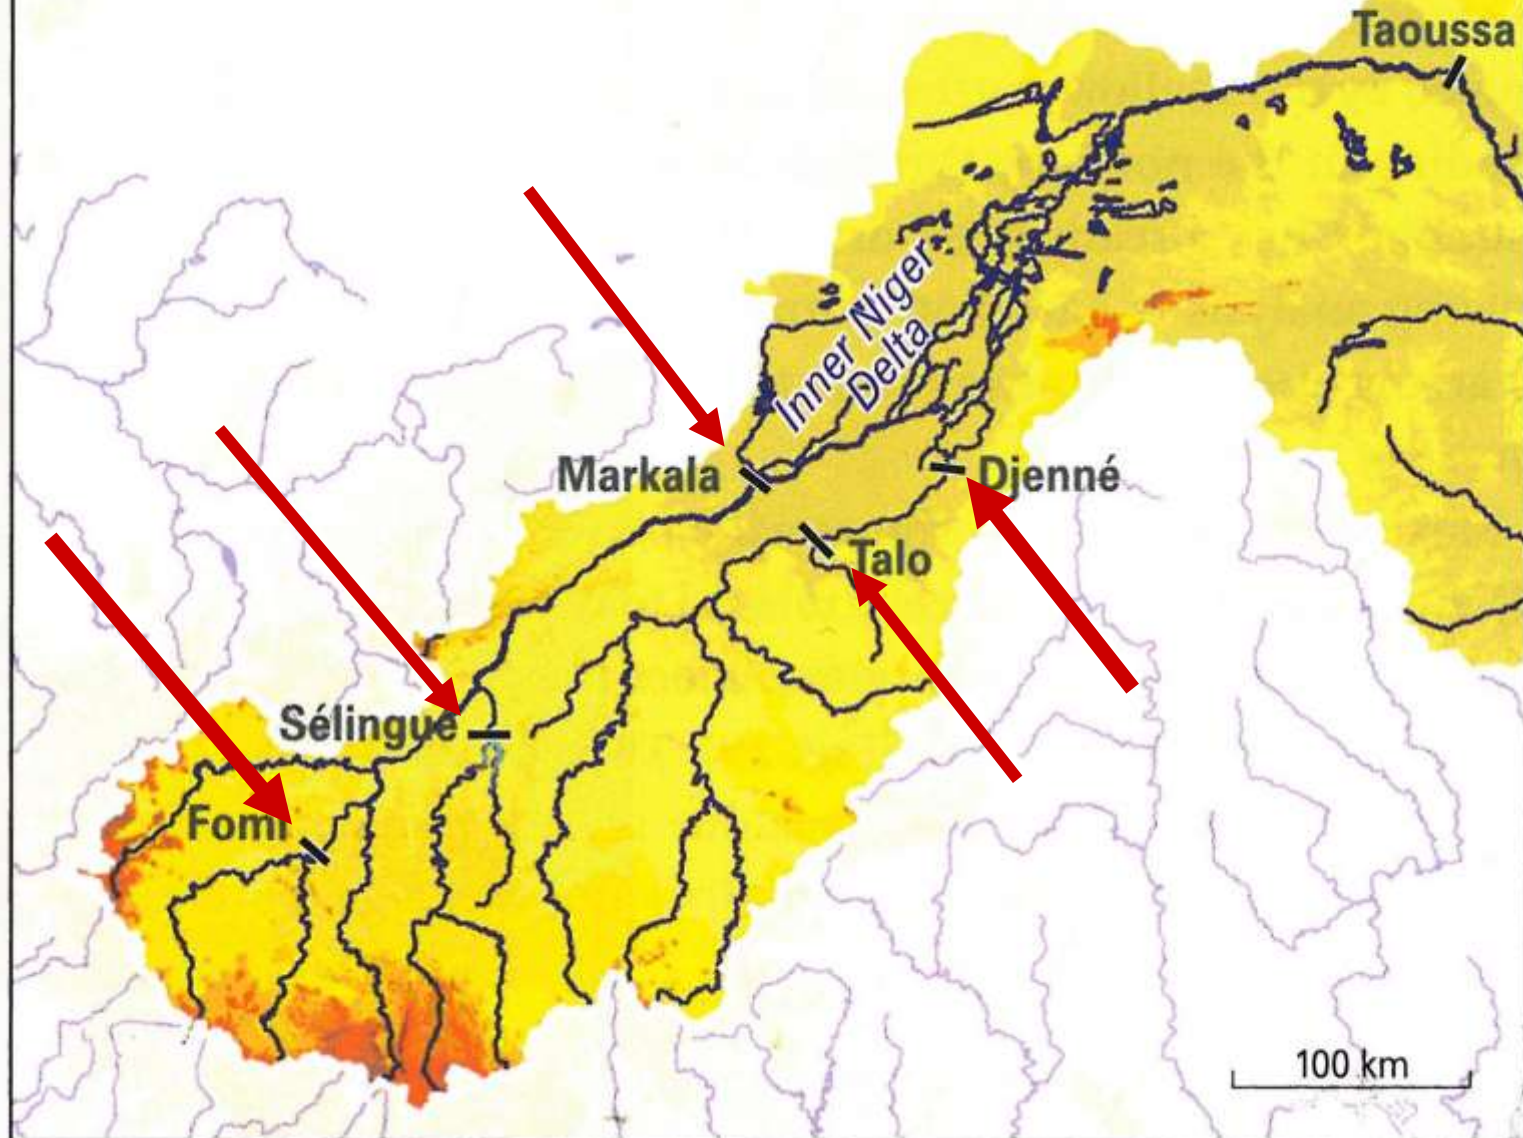 Taoussa
Inner Niger
Delta
Markala
Djenné
Talo
Sélingué
Fomi
100 km